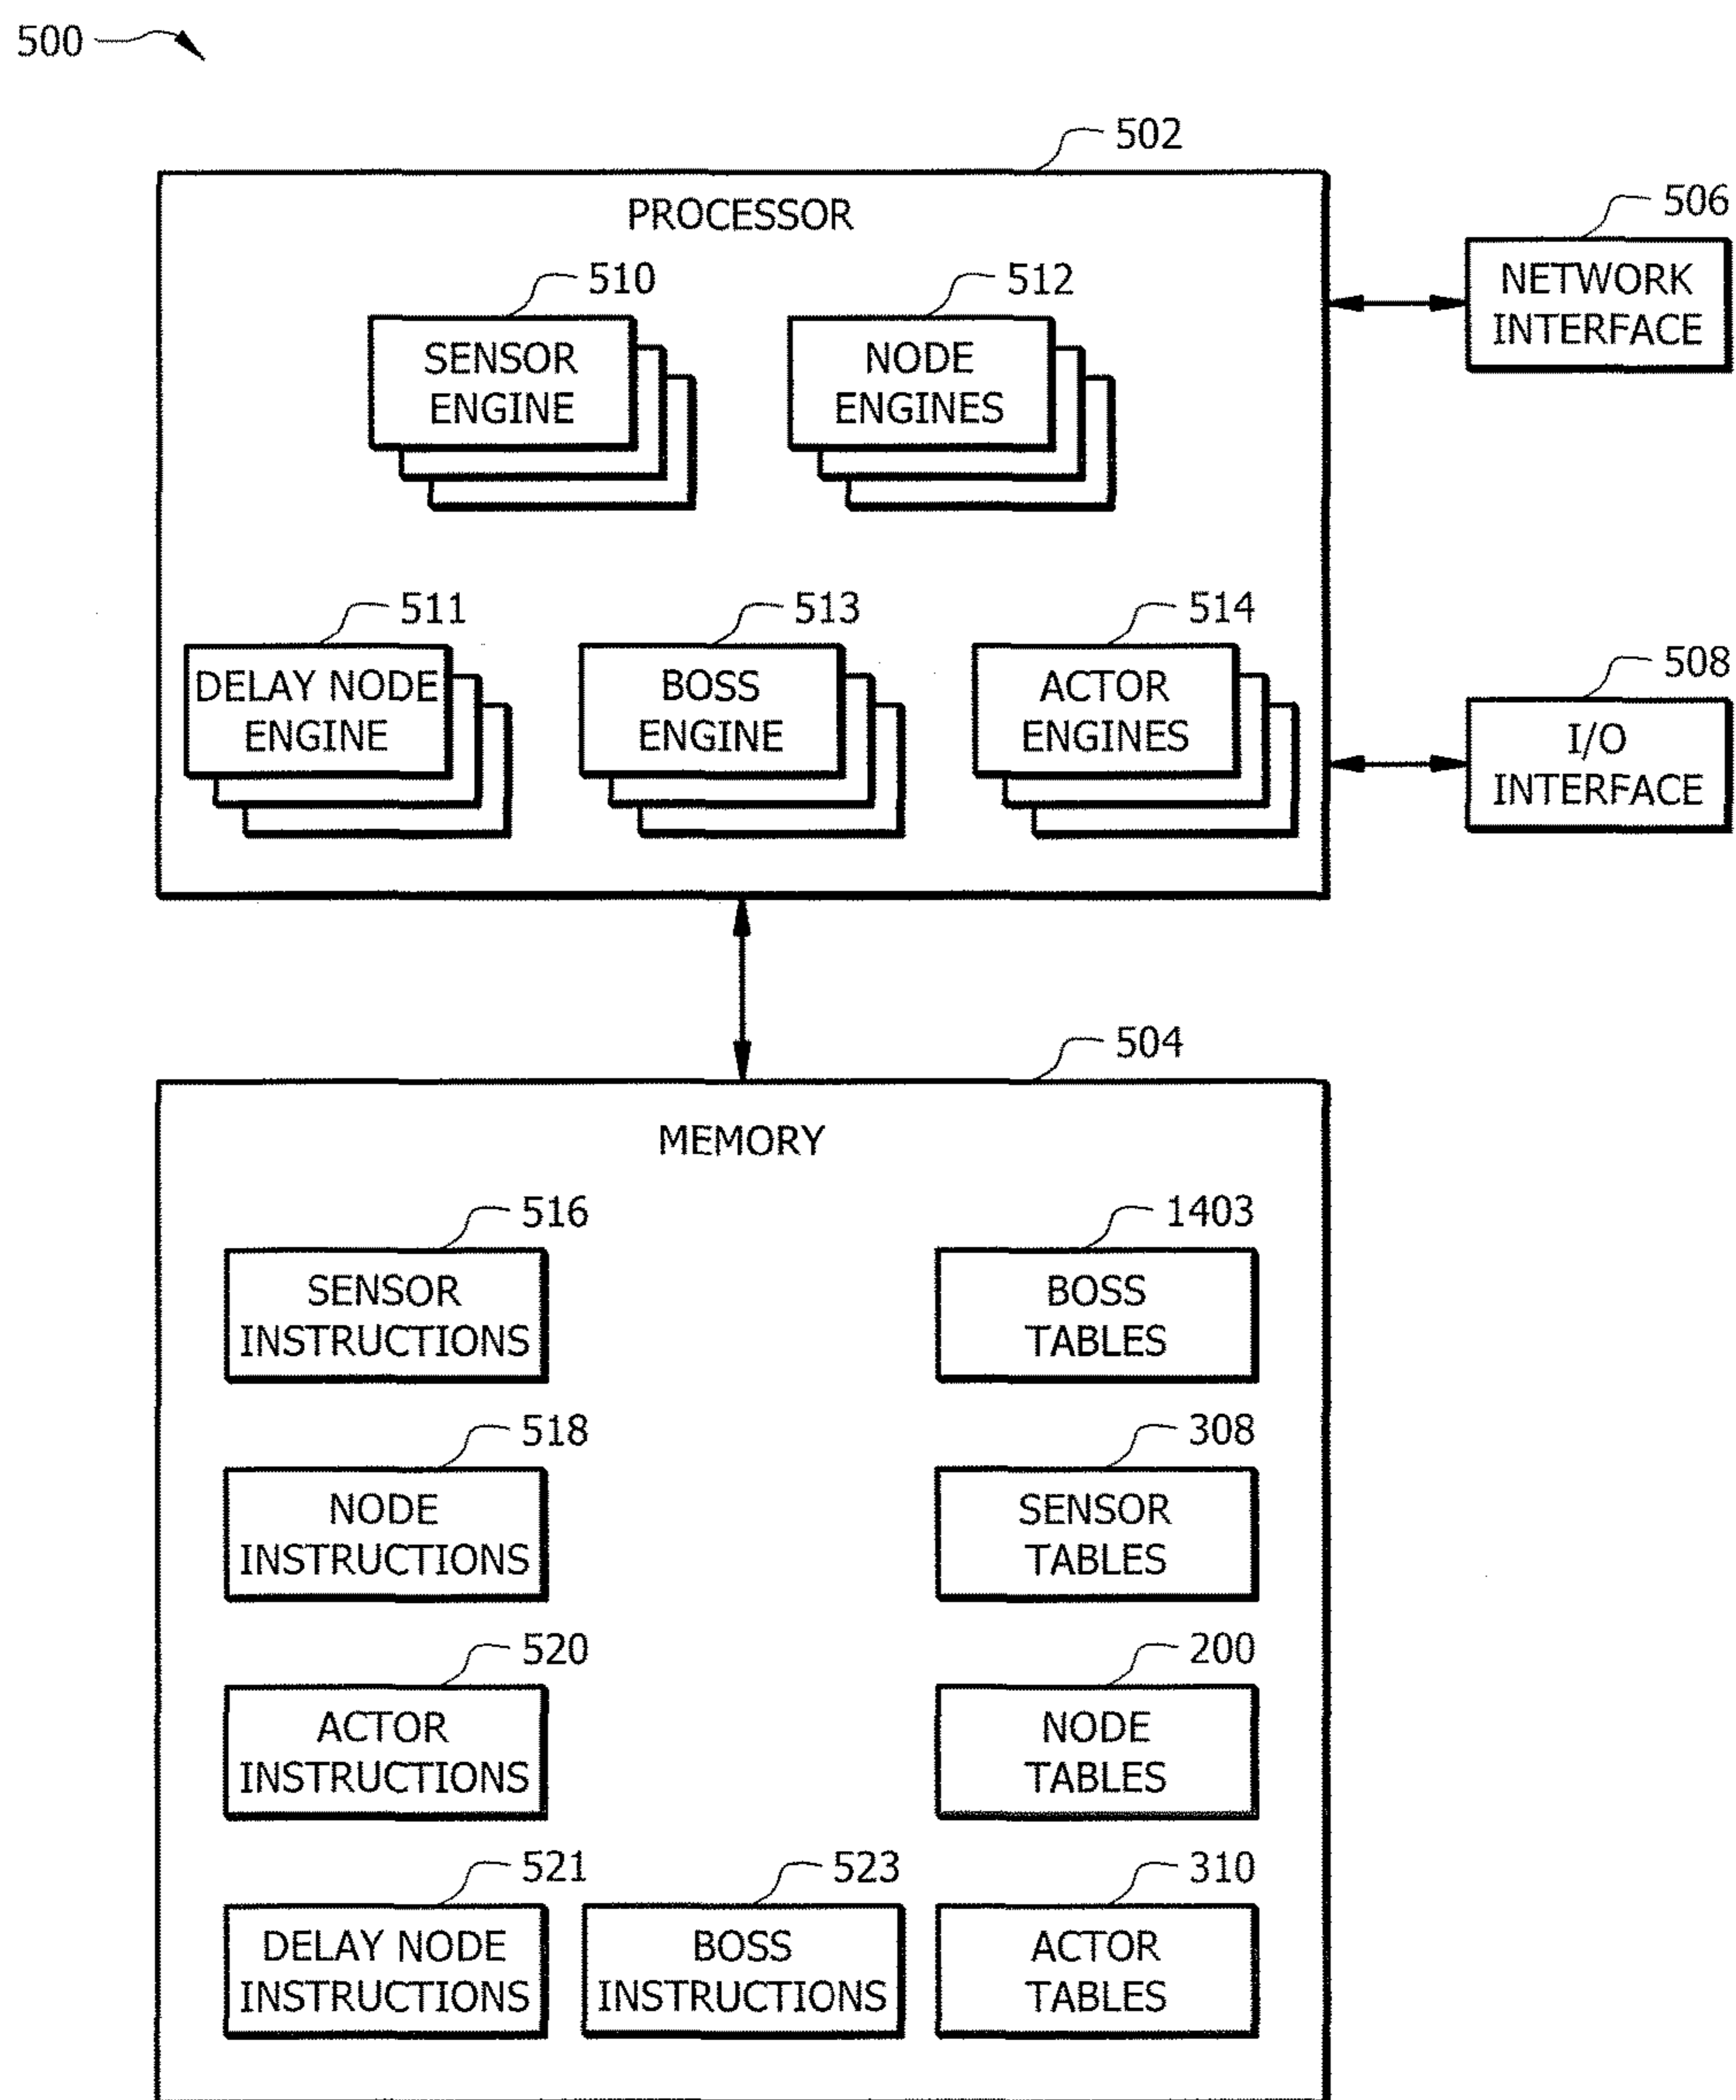 500
502
PROCESSOR
506
NETWORK
INTERFACE
510
SENSOR
ENGINE
512
NODE
ENGINES
511
DELAY NODE
ENGINE
513
BOSS
ENGINE
514
ACTOR
ENGINES
508
I/O
INTERFACE
504
MEMORY
516
SENSOR
INSTRUCTIONS
1403
BOSS
TABLES
518
NODE
INSTRUCTIONS
308
SENSOR
TABLES
520
ACTOR
INSTRUCTIONS
200
NODE
TABLES
521
DELAY NODE
INSTRUCTIONS
523
BOSS
INSTRUCTIONS
310
ACTOR
TABLES